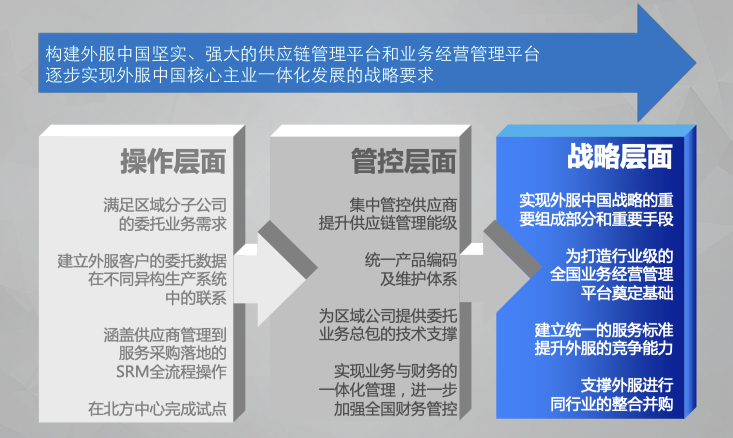 构建外服中国坚实、强大的供应链管理平台和业务经营管理平台
逐步实现外服中国核心主业一体化发展的战略要求
操作层面
满足区域分子公司
的委托业务需求
建立外服客户的委托数据
在不同异构生产系统
中的联系
涵盖供应商管理到
服务采购落地的
SRM全流程操作
在北方中心完成试点
管控层面
集中管控供应商
提升供应链管理能级
统一产品编码
及维护体系
为区域公司提供委托
业务总包的技术支撑
实现业务与财务的
一体化管理，进一步
加强全国财务管控
战略层面
实现外服中国战略的重
要组成部分和重要手段
为打造行业级的
全国业务经营管理
平台奠定基础
建立统一的服务标准
提升外服的竞争能力
支撑外服进行
同行业的整合并购